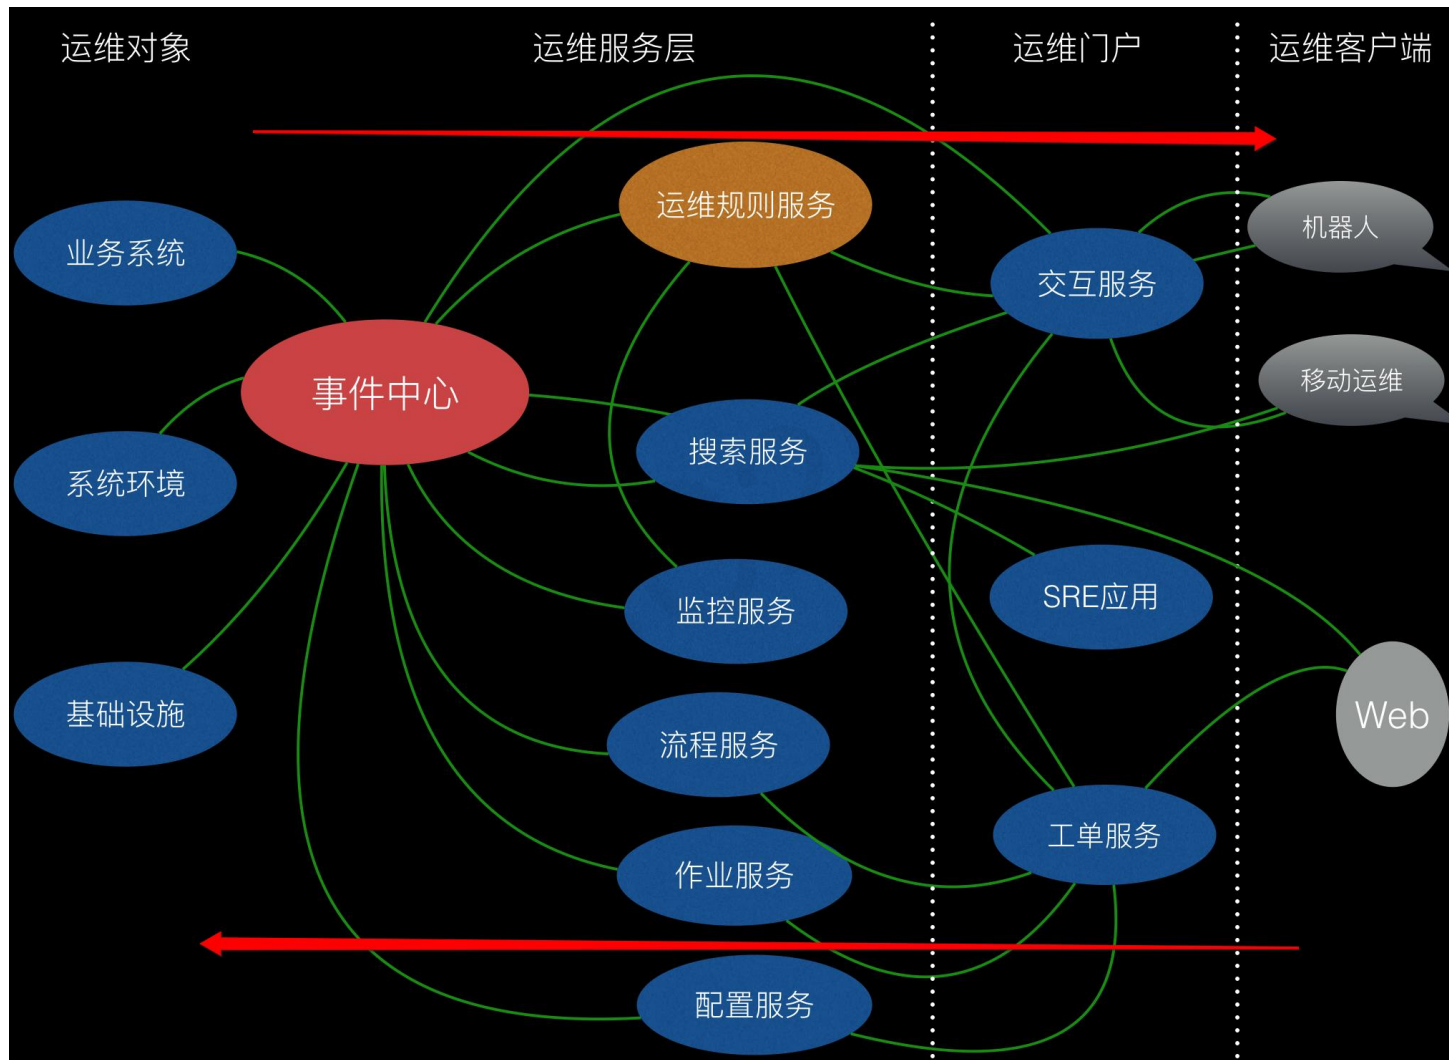 运维对象
运维服务层
运维门户
运维客户端
运维规则服务
机器人
业务系统
交互服务
事件中心
移动运维
搜索服务
系统环境
SRE应用
监控服务
基础设施
Web
流程服务
工单服务
作业服务
配置服务